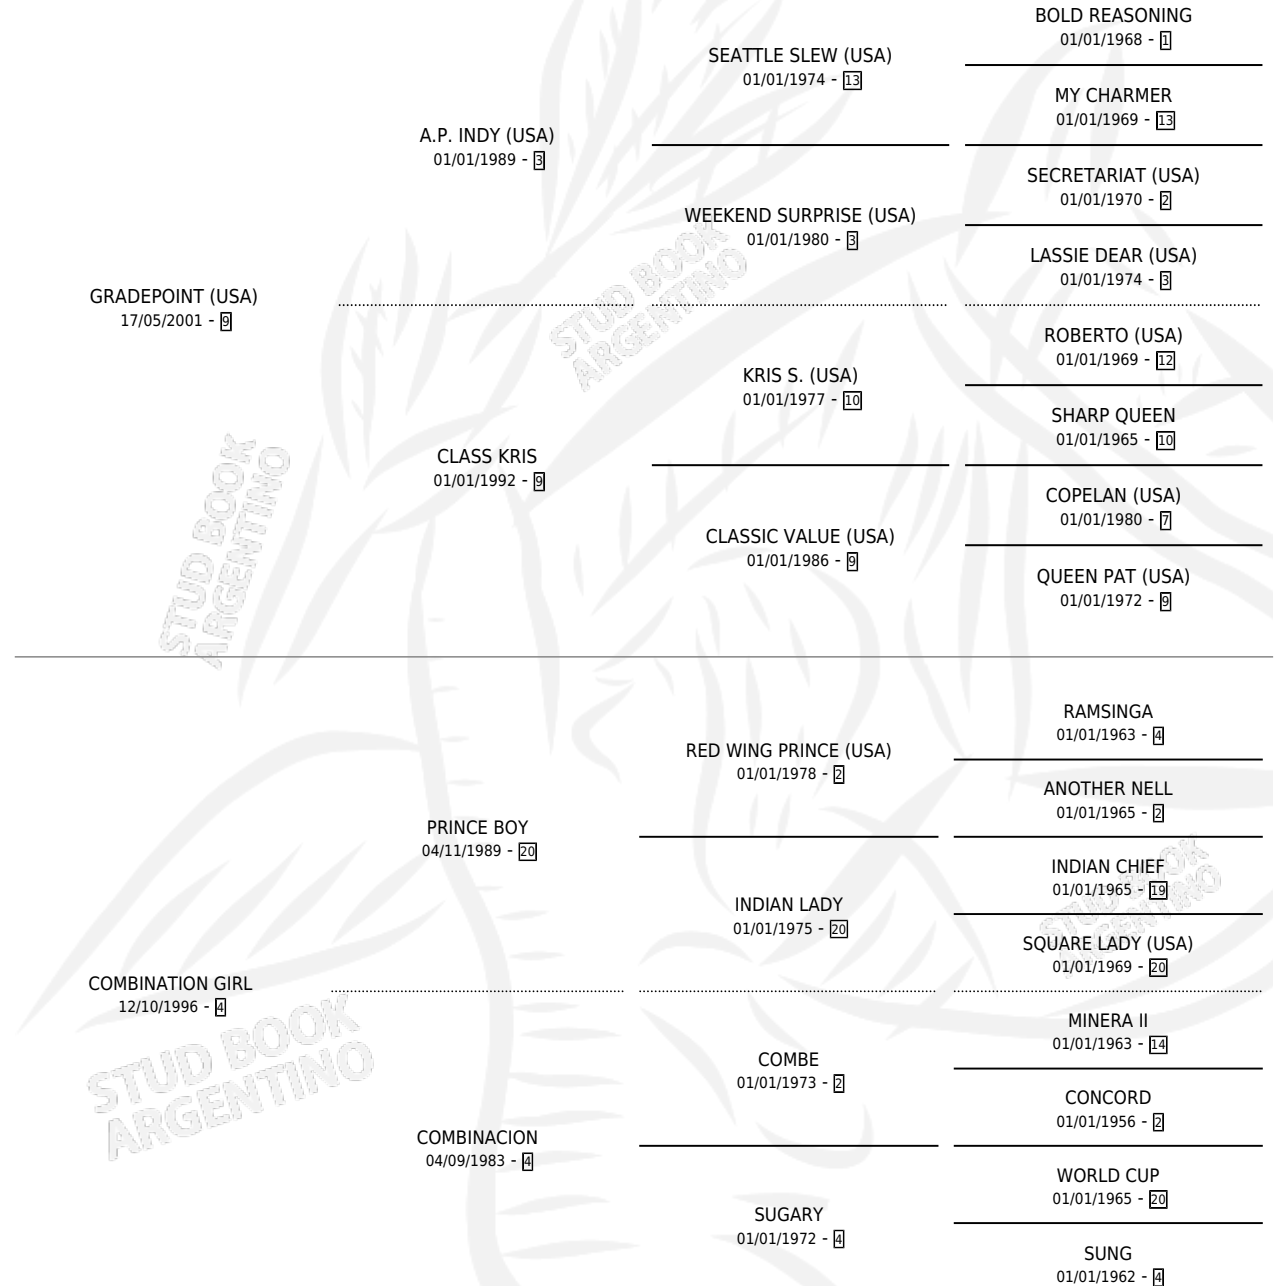 BOLD REASONING
01/01/1968 - 1
SEATTLE SLEW (USA)
01/01/1974 - 13
MY CHARMER
01/01/1969 - 13
A.P. INDY (USA)
01/01/1989 - 3
SECRETARIAT (USA)
01/01/1970 - 2
WEEKEND SURPRISE (USA)
01/01/1980 - 3
LASSIE DEAR (USA)
01/01/1974 - 3
GRADEPOINT (USA)
17/05/2001 - 9
STUD BOOK
ARGENTINO
ROBERTO (USA)
01/01/1969 - 12
KRIS S. (USA)
01/01/1977 - 10
SHARP QUEEN
01/01/1965 - 10
CLASS KRIS
01/01/1992 - 9
COPELAN (USA)
01/01/1980 - 7
CLASSIC VALUE (USA)
01/01/1986 - 9
QUEEN PAT (USA)
01/01/1972 - 9
STUD BOOK
ARGENTINO
RAMSINGA
01/01/1963 - 4
RED WING PRINCE (USA)
01/01/1978 - 2
ANOTHER NELL
01/01/1965 - 2
PRINCE BOY
04/11/1989 - 20
INDIAN CHIEF
01/01/1965 - 19
INDIAN LADY
01/01/1975 - 20
STUD BOOK
ARGENTINO
SQUARE LADY (USA)
01/01/1969 - 20
COMBINATION GIRL
12/10/1996 - 4
STUD BOOK
ARGENTINO
MINERA II
01/01/1963 - 14
COMBE
01/01/1973 - 2
CONCORD
01/01/1956 - 2
COMBINACION
04/09/1983 - 4
WORLD CUP
01/01/1965 - 20
SUGARY
01/01/1972 - 4
SUNG
01/01/1962 - 4